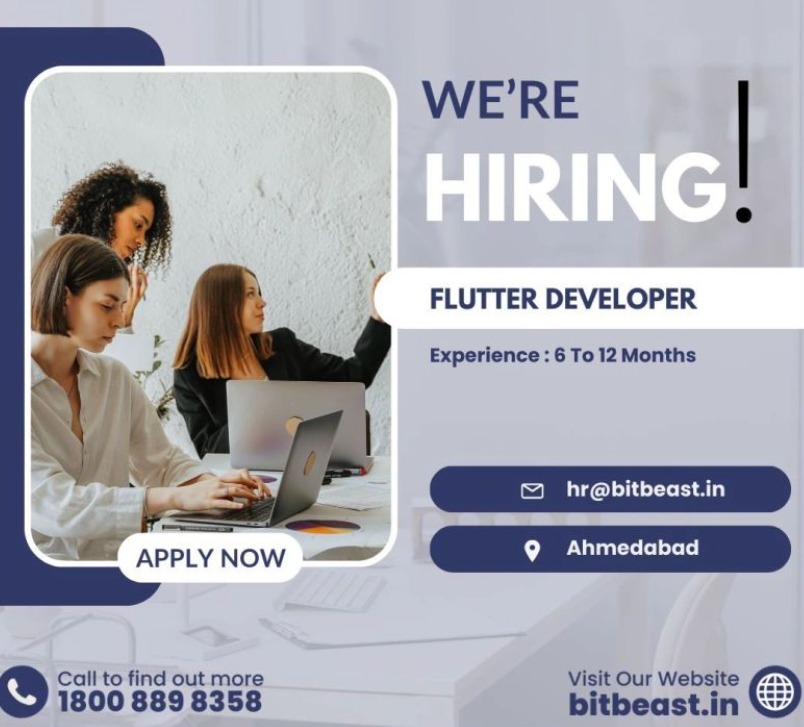 WE'RE
HIRING!
FLUTTER DEVELOPER
Experience : 6 To 12 Months
hr@bitbeast.in
Ahmedabad
APPLY NOW
Call to find out more
1800 889 8358
Visit Our Website
bitbeast.in